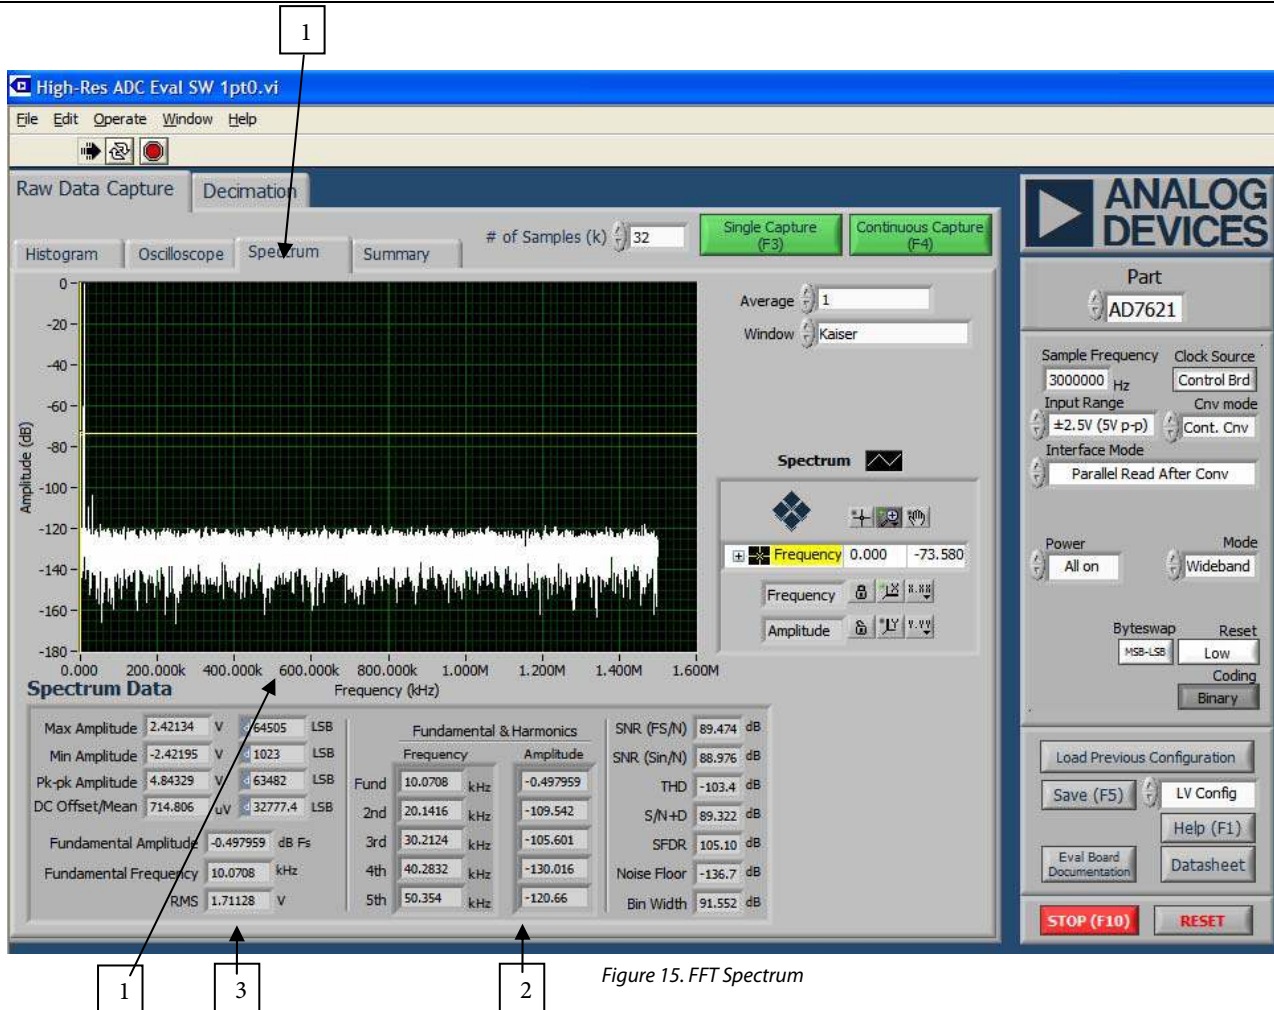 1
High-Res ADC Eval SW 1pt0.vi
File Edit Operate Window Help
Raw Data Capture Decimation
# of Samples (k) 32
Single Capture (F3)
Continuous Capture (F4)
Histogram Oscilloscope Spectrum Summary
Average 1
Window Kaiser
Amplitude (dB)
0
-20
-40
-60
-80
-100
-120
-140
-160
-180
0.000 200.000k 400.000k 600.000k 800.000k 1.000M 1.200M 1.400M 1.600M
Frequency (kHz)
Spectrum
Frequency 0.000 -73.580
Frequency X.XX
Amplitude Y.YY
Spectrum Data
Max Amplitude 2.42134 V d 64505 LSB
Min Amplitude -2.42195 V d 1023 LSB
Pk-pk Amplitude 4.84329 V d 63482 LSB
DC Offset/Mean 714.806 uV d 32777.4 LSB
Fundamental Amplitude -0.497959 dB Fs
Fundamental Frequency 10.0708 kHz
RMS 1.71128 V
Fundamental & Harmonics
Frequency Amplitude
Fund 10.0708 kHz -0.497959
2nd 20.1416 kHz -109.542
3rd 30.2124 kHz -105.601
4th 40.2832 kHz -130.016
5th 50.354 kHz -120.66
SNR (FS/N) 89.474 dB
SNR (Sin/N) 88.976 dB
THD -103.4 dB
S/N+D 89.322 dB
SFDR 105.10 dB
Noise Floor -136.7 dB
Bin Width 91.552 dB
ANALOG
DEVICES
Part
AD7621
Sample Frequency Clock Source
3000000 Hz Control Brd
Input Range Cnv mode
±2.5V (5V p-p) Cont. Cnv
Interface Mode
Parallel Read After Conv
Power Mode
All on Wideband
Byteswap Reset
MSB-LSB Low
Coding
Binary
Load Previous Configuration
Save (F5) LV Config
Help (F1)
Eval Board Documentation
Datasheet
STOP (F10) RESET
1
3
2
Figure 15. FFT Spectrum